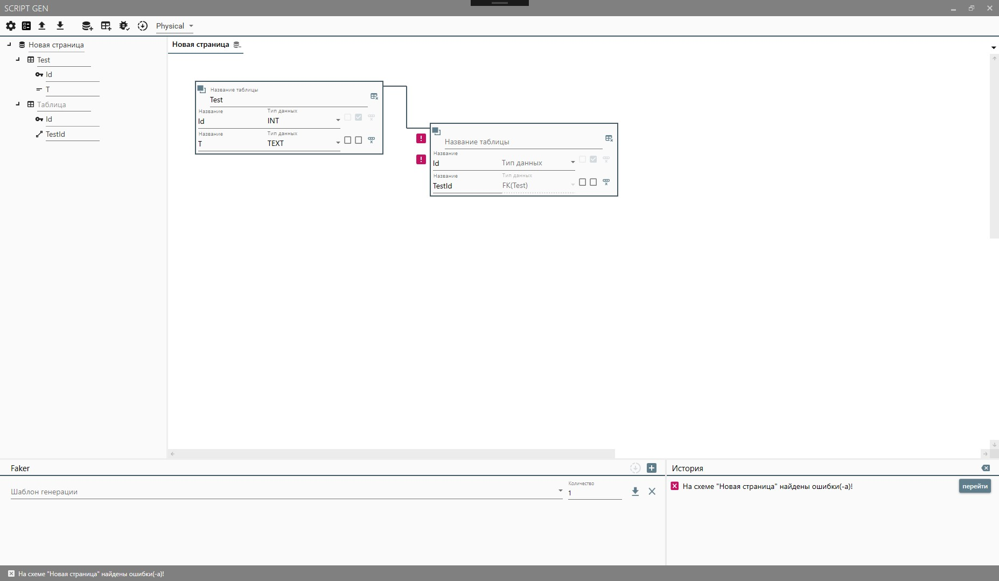 SCRIPT GEN
Physical
Новая страница
Test
Id
T
Таблица
Id
TestId
Новая страница
Название таблицы
Test
Название
Тип данных
Id
INT
Название
Тип данных
T
TEXT
Название таблицы
Название
Id
Тип данных
Название
Тип данных
TestId
FK(Test)
Faker
Шаблон генерации
Количество
1
История
На схеме "Новая страница" найдены ошибки(-а)!
перейти
На схеме "Новая страница" найдены ошибки(-а)!